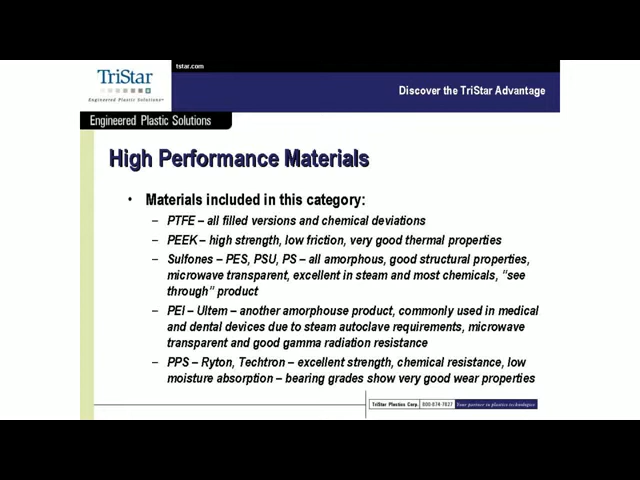 tstar.com
TriStar
Engineered Plastic Solutions
Discover the TriStar Advantage
Engineered Plastic Solutions
High Performance Materials
• Materials included in this category:
– PTFE – all filled versions and chemical deviations
– PEEK – high strength, low friction, very good thermal properties
– Sulfones – PES, PSU, PS – all amorphous, good structural properties,
microwave transparent, excellent in steam and most chemicals, "see
through" product
– PEI – Ultem – another amorphouse product, commonly used in medical
and dental devices due to steam autoclave requirements, microwave
transparent and good gamma radiation resistance
– PPS – Ryton, Techtron – excellent strength, chemical resistance, low
moisture absorption – bearing grades show very good wear properties
TriStar Plastics Corp. 800-874-7827 Your partner in plastics technologies